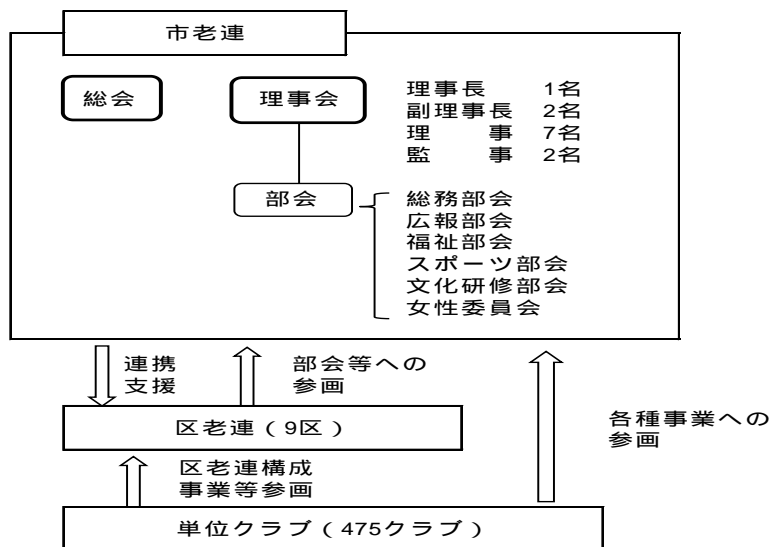 市老連
総会
理事会
理事長 1名
副理事長 2名
理 事 7名
監 事 2名
部会
総務部会
広報部会
福祉部会
スポーツ部会
文化研修部会
女性委員会
連携
支援
部会等への
参画
区老連(9区)
各種事業への
参画
区老連構成
事業等参画
単位クラブ(475クラブ)